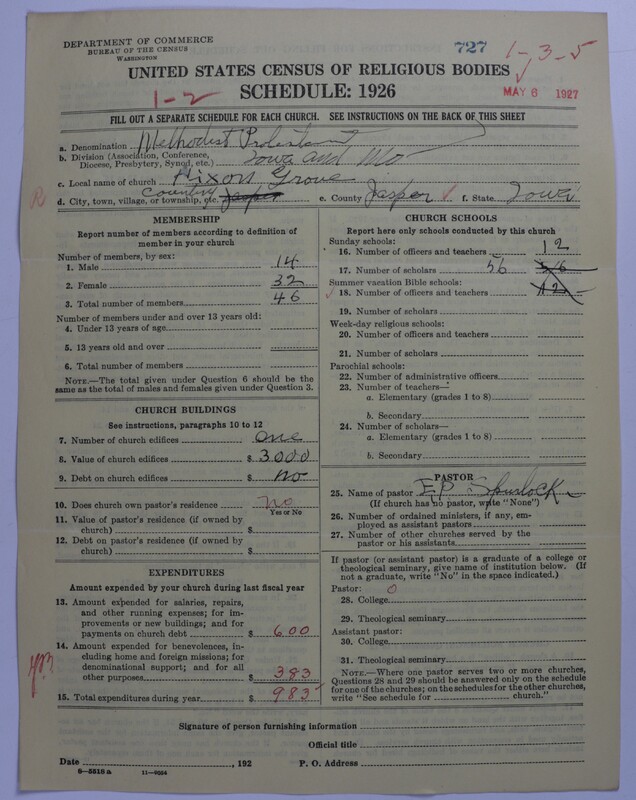 DEPARTMENT OF COMMERCE
BUREAU OF THE CENSUS
WASHINGTON
727
1-3-5
UNITED STATES CENSUS OF RELIGIOUS BODIES
1-2
SCHEDULE: 1926
MAY 6 1927
FILL OUT A SEPARATE SCHEDULE FOR EACH CHURCH. SEE INSTRUCTIONS ON THE BACK OF THIS SHEET
a. Denomination Methodist Protestant
b. Division (Association, Conference, Diocese, Presbytery, Synod, etc.) Iowa and Mo
c. Local name of church Hixon Grove
d. City, town, village, or township, etc. Country Jasper e. County Jasper f. State Iowa
R
MEMBERSHIP
Report number of members according to definition of member in your church
Number of members, by sex:
1. Male 14
2. Female 32
3. Total number of members 46
Number of members under and over 13 years old:
4. Under 13 years of age
5. 13 years old and over
6. Total number of members
NOTE.—The total given under Question 6 should be the same as the total of males and females given under Question 3.
CHURCH BUILDINGS
See instructions, paragraphs 10 to 12
7. Number of church edifices One
8. Value of church edifices $ 3000
9. Debt on church edifices $ No
10. Does church own pastor's residence No
Yes or No
11. Value of pastor's residence (if owned by church) $
12. Debt on pastor's residence (if owned by church) $
EXPENDITURES
Amount expended by your church during last fiscal year
13. Amount expended for salaries, repairs, and other running expenses; for improvements or new buildings; and for payments on church debt $ 600
14. Amount expended for benevolences, including home and foreign missions; for denominational support; and for all other purposes $ 383
15. Total expenditures during year $ 983
CHURCH SCHOOLS
Report here only schools conducted by this church
Sunday schools:
16. Number of officers and teachers 12
17. Number of scholars 56 56
Summer vacation Bible schools:
18. Number of officers and teachers 12
19. Number of scholars
Week-day religious schools:
20. Number of officers and teachers
21. Number of scholars
Parochial schools:
22. Number of administrative officers
23. Number of teachers—
a. Elementary (grades 1 to 8)
b. Secondary
24. Number of scholars—
a. Elementary (grades 1 to 8)
b. Secondary
PASTOR
25. Name of pastor E P Spurlock
(If church has no pastor, write "None")
26. Number of ordained ministers, if any, employed as assistant pastors
27. Number of other churches served by the pastor or his assistants
If pastor (or assistant pastor) is a graduate of a college or theological seminary, give name of institution below. (If not a graduate, write "No" in the space indicated.)
Pastor: 0
28. College
29. Theological seminary
Assistant pastor:
30. College
31. Theological seminary
NOTE.—Where one pastor serves two or more churches, Questions 28 and 29 should be answered only on the schedule for one of the churches; on the schedules for the other churches, write "See schedule for church."
Signature of person furnishing information
Official title
Date , 192 P. O. Address
8-5518 a